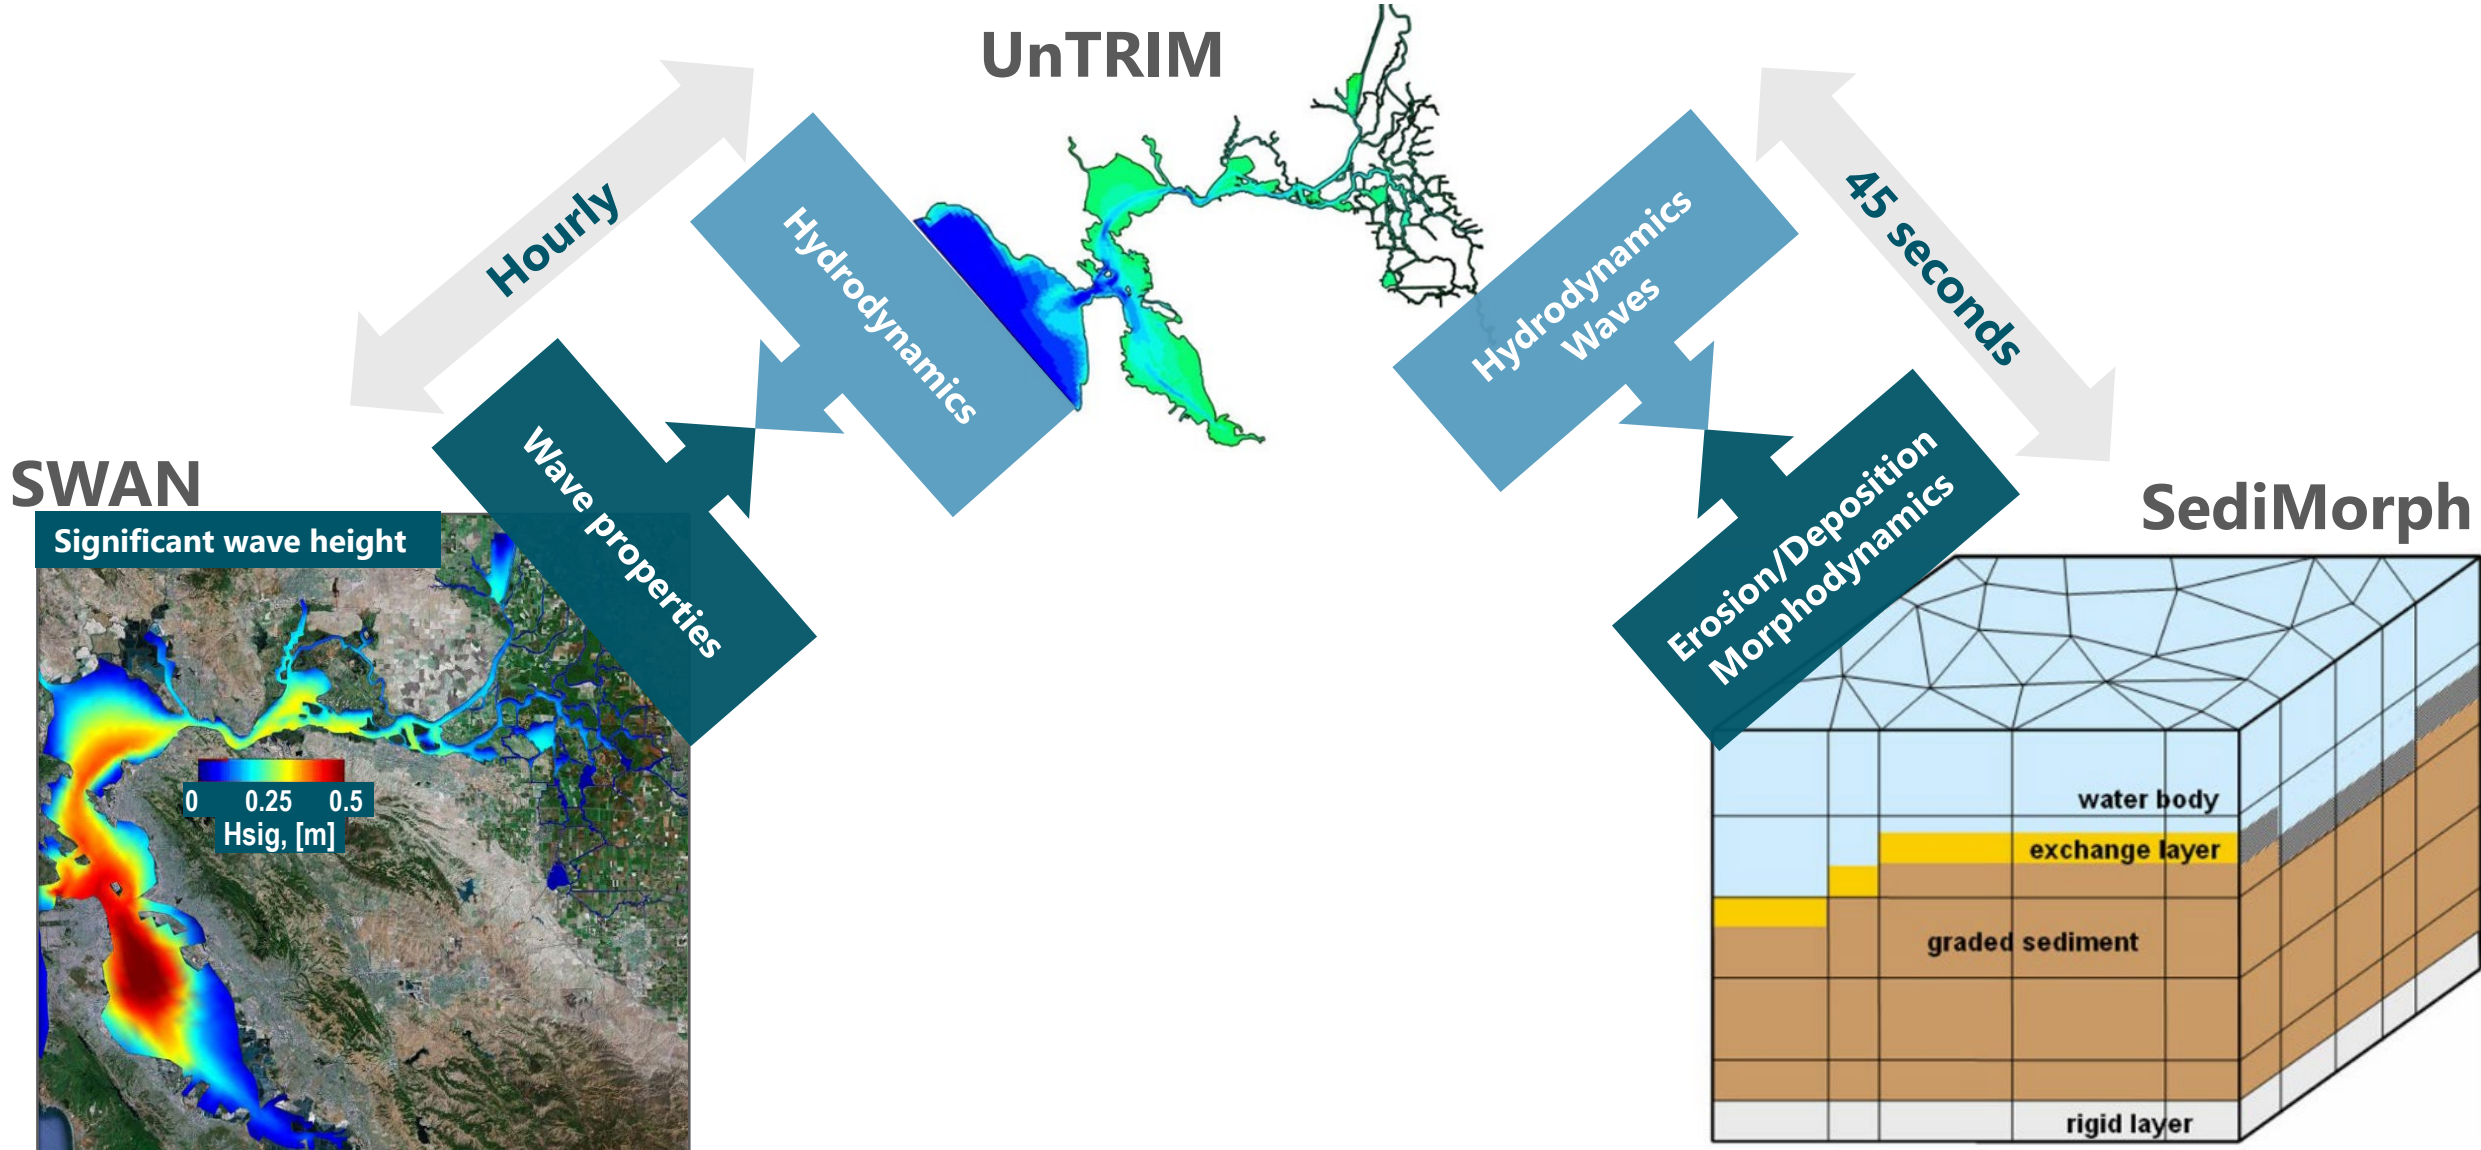 UnTRIM
Hourly
Hydrodynamics
Wave properties
Hydrodynamics
Waves
45 seconds
Erosion/Deposition
Morphodynamics
SWAN
Significant wave height
0 0.25 0.5
Hsig, [m]
SediMorph
water body
exchange layer
graded sediment
rigid layer